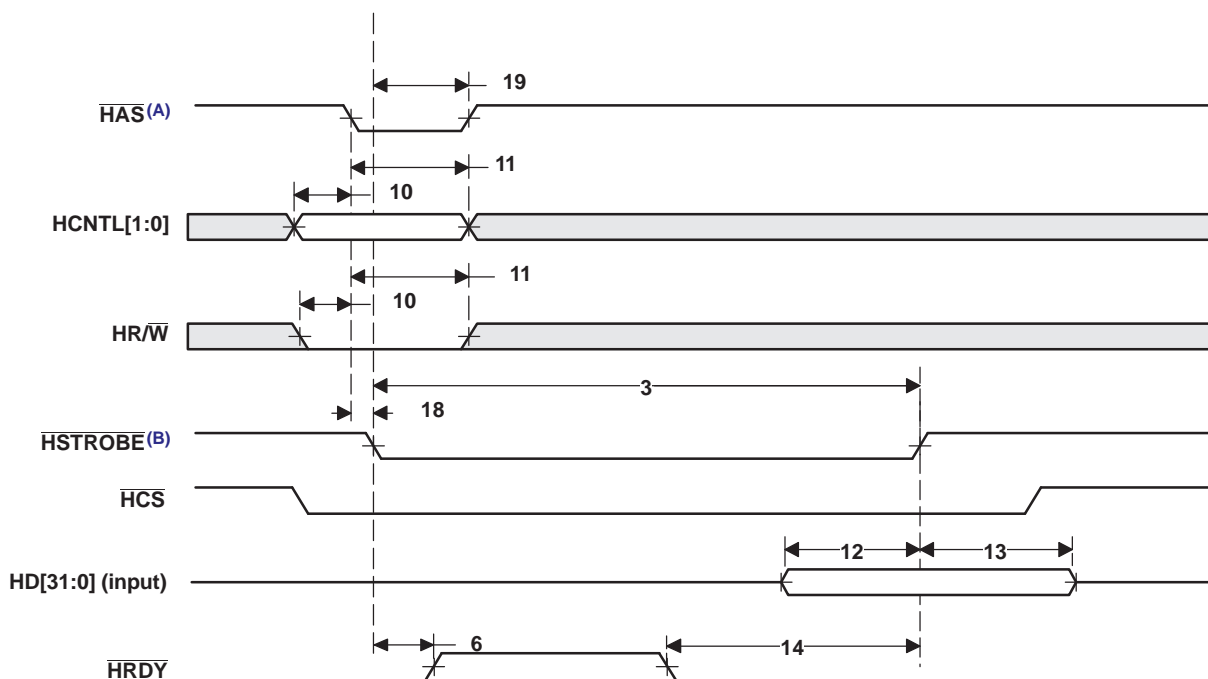 19
HAS(A)
11
10
HCNTL[1:0]
11
10
HR/W
3
18
HSTROBE(B)
HCS
12
13
HD[31:0] (input)
6
14
HRDY